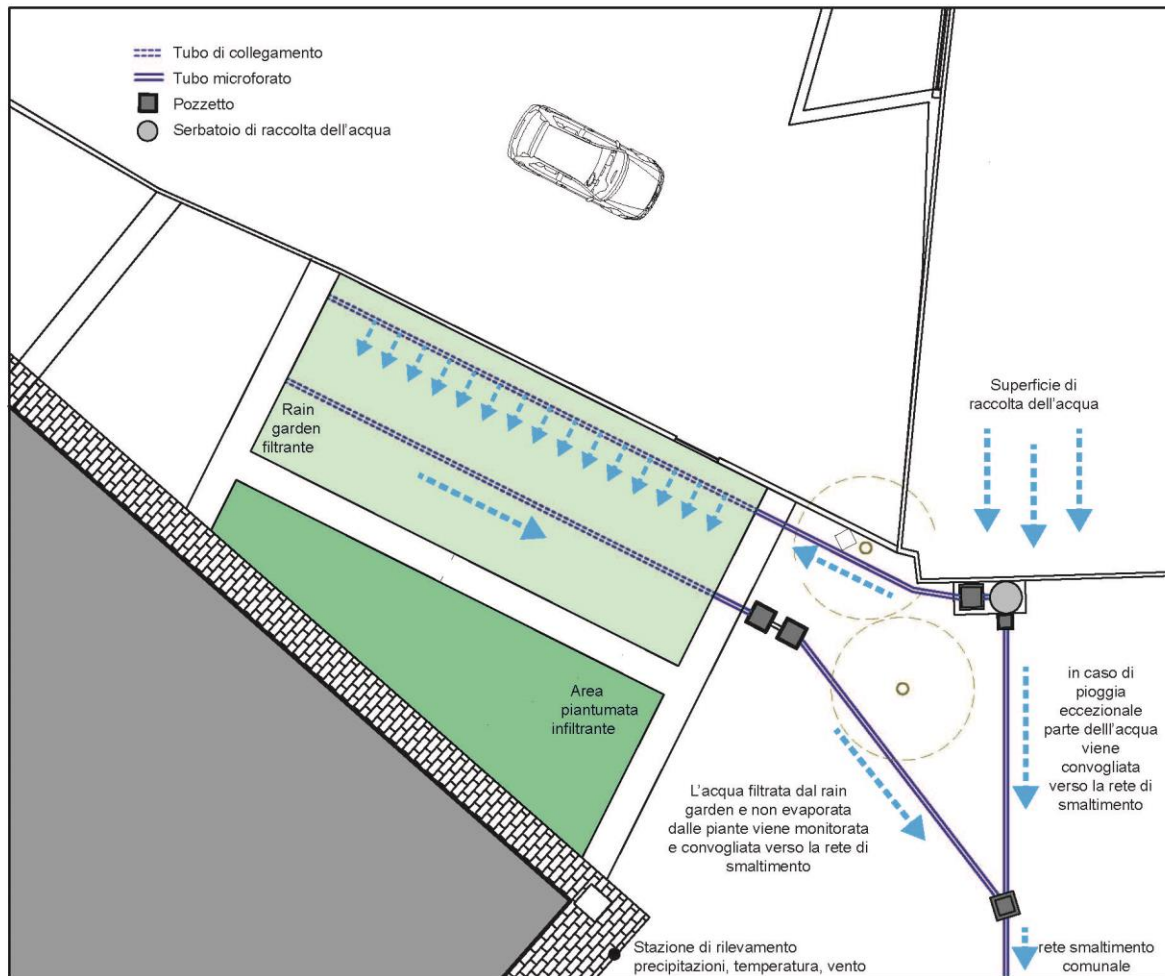 Tubo di collegamento
Tubo microforato
Pozzetto
Serbatoio di raccolta dell'acqua
Superficie di
raccolta dell'acqua
Rain
garden
filtrante
Area
piantumata
infiltrante
in caso di
pioggia
eccezionale
parte dell'acqua
viene
convogliata
verso la rete di
smaltimento
L'acqua filtrata dal rain
garden e non evaporata
dalle piante viene monitorata
e convogliata verso la rete di
smaltimento
Stazione di rilevamento
precipitazioni, temperatura, vento
rete smaltimento
comunale